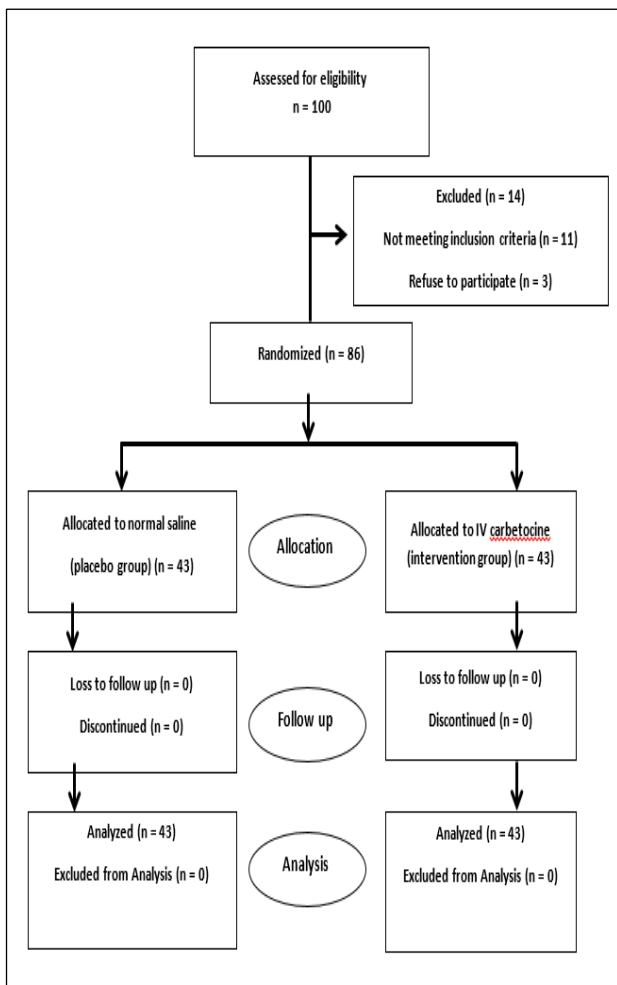 Assessed for eligibility
n = 100
Excluded (n = 14)
Not meeting inclusion criteria (n = 11)
Refuse to participate (n = 3)
Randomized (n = 86)
Allocated to normal saline
(placebo group) (n = 43)
Allocation
Allocated to IV carbetocine
(intervention group) (n = 43)
Loss to follow up (n = 0)
Discontinued (n = 0)
Follow up
Loss to follow up (n = 0)
Discontinued (n = 0)
Analyzed (n = 43)
Excluded from Analysis (n = 0)
Analysis
Analyzed (n = 43)
Excluded from Analysis (n = 0)